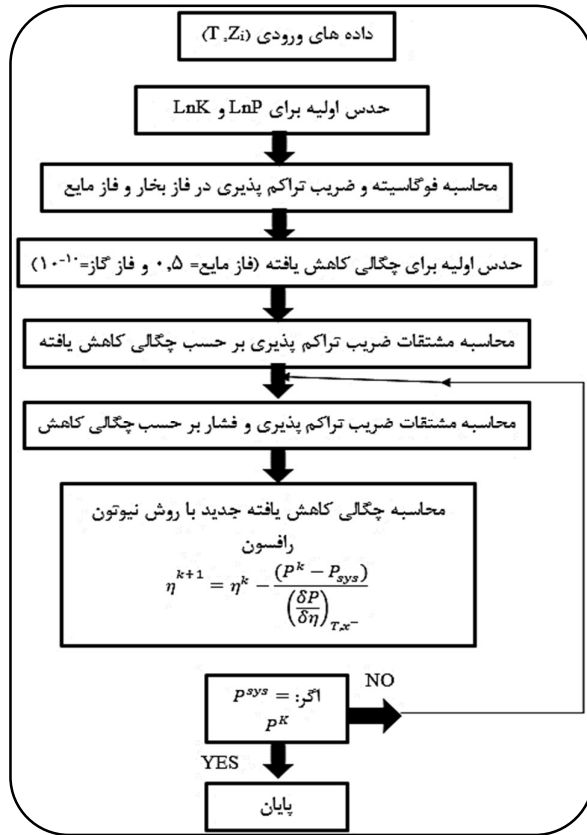 داده های ورودی (T ,Zi)
حدس اولیه برای LnP و LnK
محاسبه فوگاسیته و ضریب تراکم پذیری در فاز بخار و فاز مایع
حدس اولیه برای چگالی کاهش یافته (فاز مایع= ۰,۵ و فاز گاز=۱۰⁻¹⁰)
محاسبه مشتقات ضریب تراکم پذیری بر حسب چگالی کاهش یافته
محاسبه مشتقات ضریب تراکم پذیری و فشار بر حسب چگالی کاهش
محاسبه چگالی کاهش یافته جدید با روش نیوتون
رافسون
η^{k+1} = η^k − (P^k − P_{sys}) / (δP/δη)_{T,x^−}
اگر: P^{sys} =
P^K
NO
YES
پایان